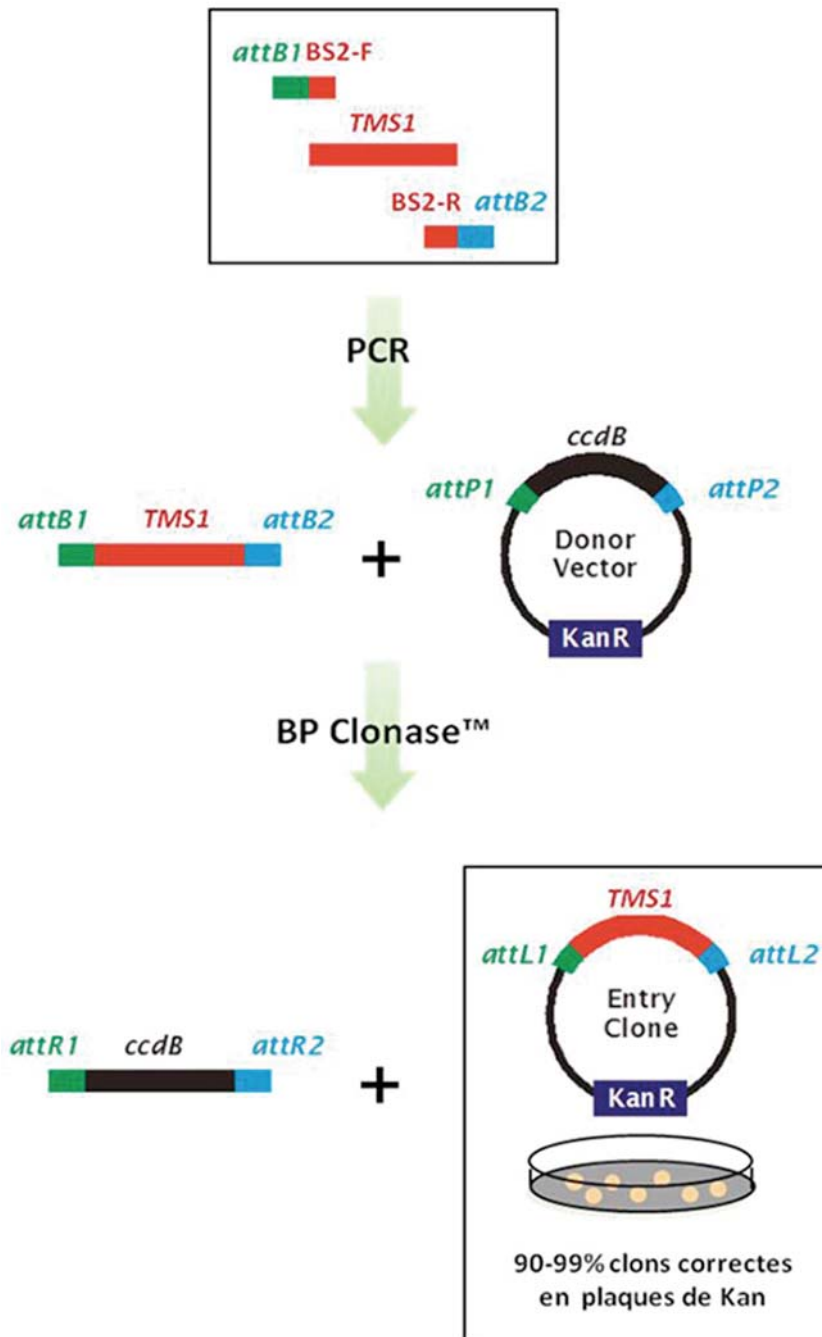 attB1 BS2-F
TMS1
BS2-R attB2
PCR
ccdB
attP1 attP2
attB1 TMS1 attB2
+
Donor
Vector
KanR
BP Clonase™
TMS1
attL1 attL2
Entry
Clone
attR1 ccdB attR2
+
KanR
90-99% clons correctes
en plaques de Kan